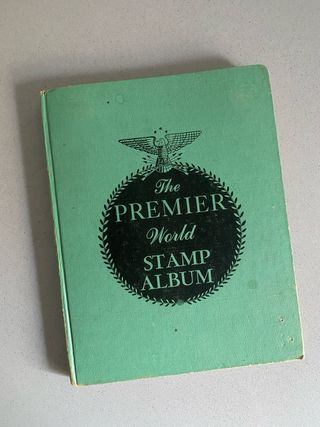 The
PREMIER
World
STAMP
ALBUM